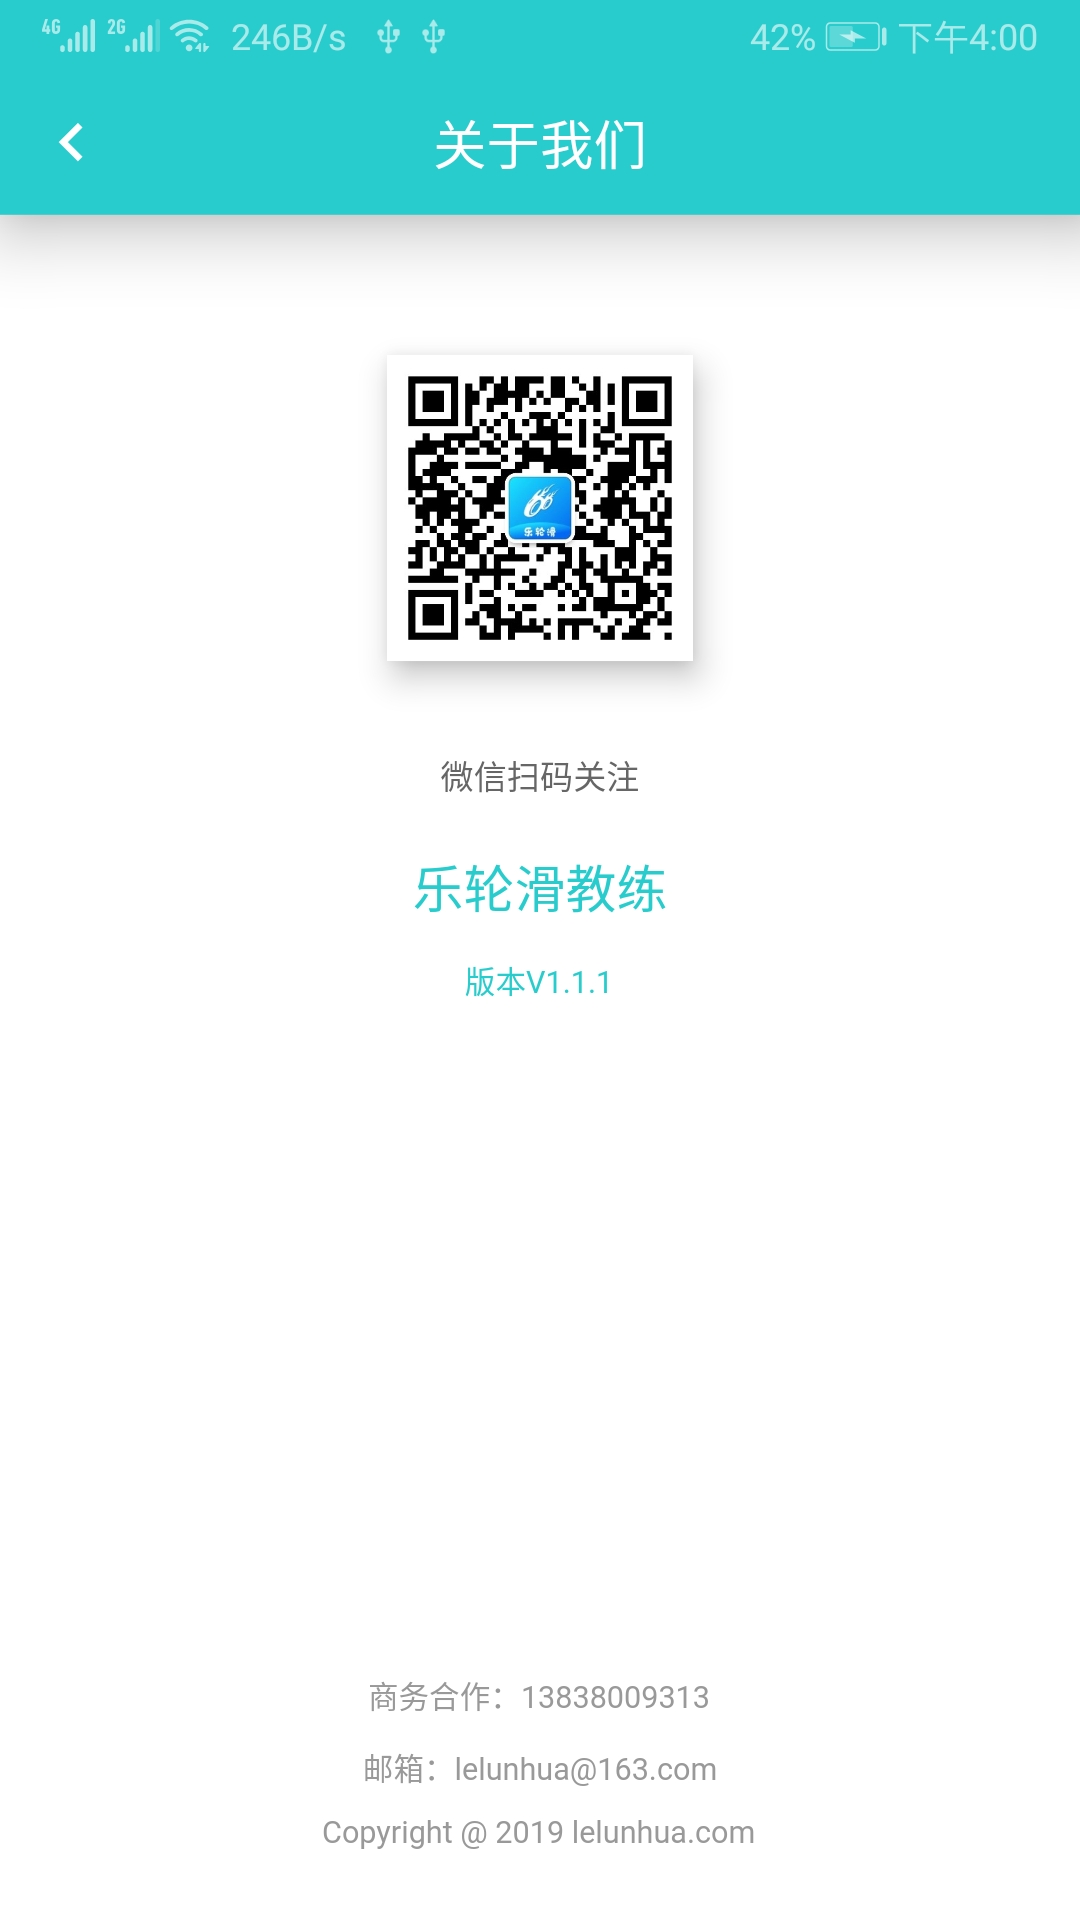 4G 2G 246B/s 42% 下午4:00
关于我们
乐轮滑
微信扫码关注
乐轮滑教练
版本V1.1.1
商务合作：13838009313
邮箱：lelunhua@163.com
Copyright @ 2019 lelunhua.com